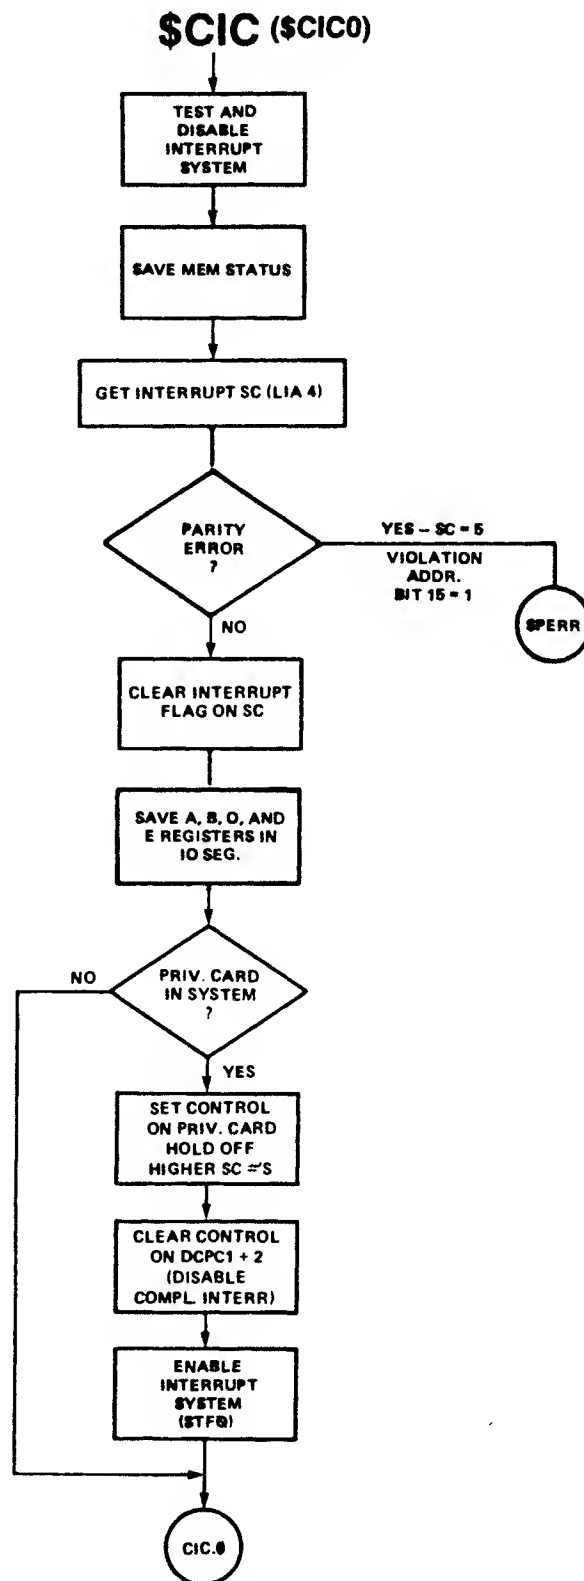 $CIC ($CIC0)
TEST AND
DISABLE
INTERRUPT
SYSTEM
SAVE MEM STATUS
GET INTERRUPT SC (LIA 4)
PARITY
ERROR
?
YES – SC = 5
VIOLATION
ADDR.
BIT 15 = 1
$PERR
NO
CLEAR INTERRUPT
FLAG ON SC
SAVE A, B, O, AND
E REGISTERS IN
IO SEG.
NO
PRIV. CARD
IN SYSTEM
?
YES
SET CONTROL
ON PRIV. CARD
HOLD OFF
HIGHER SC ≠'S
CLEAR CONTROL
ON DCPC1 + 2
(DISABLE
COMPL. INTERR)
ENABLE
INTERRUPT
SYSTEM
(STF0)
CIC.0